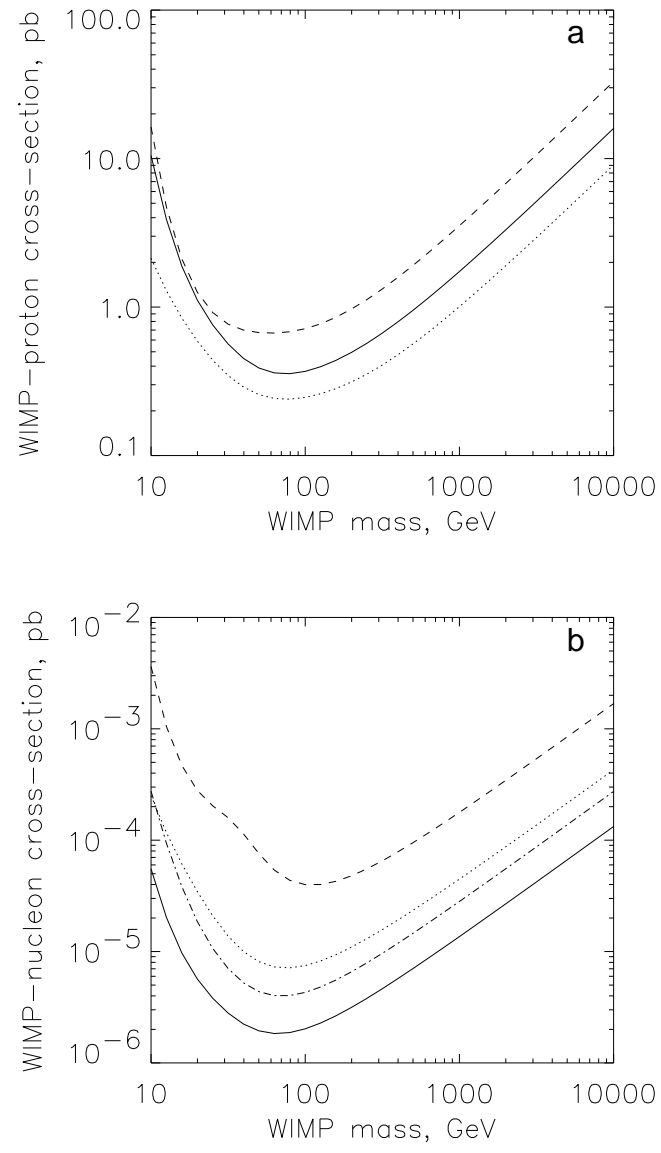 a
WIMP-proton cross-section, pb
100.0
10.0
1.0
0.1
10 100 1000 10000
WIMP mass, GeV
b
WIMP-nucleon cross-section, pb
10^-2
10^-3
10^-4
10^-5
10^-6
10 100 1000 10000
WIMP mass, GeV